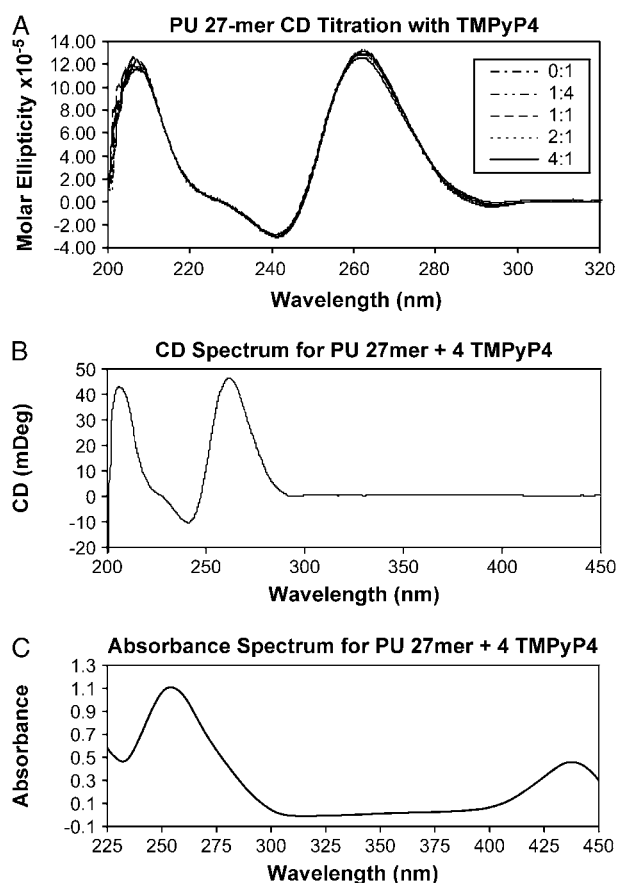 A
PU 27-mer CD Titration with TMPyP4
Molar Ellipticity x10-5
14.00
12.00
10.00
8.00
6.00
4.00
2.00
0.00
-2.00
-4.00
0:1
1:4
1:1
2:1
4:1
200 220 240 260 280 300 320
Wavelength (nm)
B
CD Spectrum for PU 27mer + 4 TMPyP4
CD (mDeg)
50
40
30
20
10
0
-10
-20
200 250 300 350 400 450
Wavelength (nm)
C
Absorbance Spectrum for PU 27mer + 4 TMPyP4
Absorbance
1.3
1.1
0.9
0.7
0.5
0.3
0.1
-0.1
225 250 275 300 325 350 375 400 425 450
Wavelength (nm)